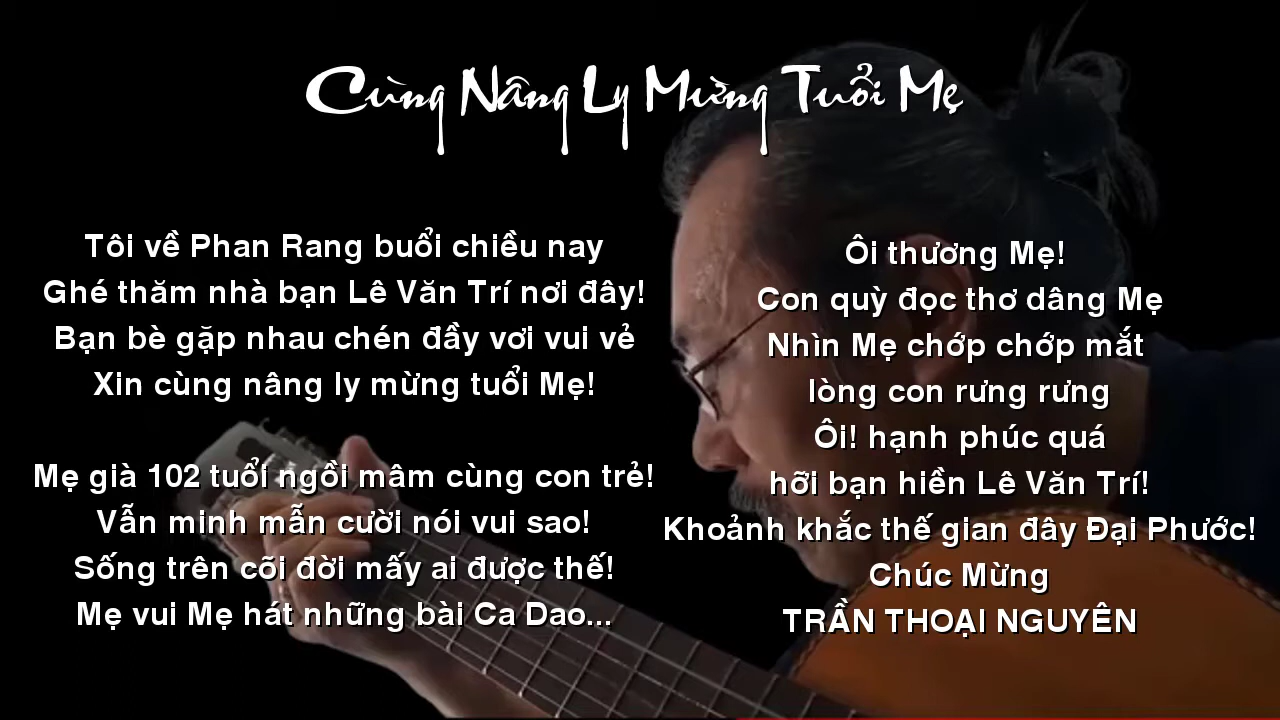 Cùng Nâng Ly Mừng Tuổi Mẹ
Tôi về Phan Rang buổi chiều nay
Ghé thăm nhà bạn Lê Văn Trí nơi đây!
Bạn bè gặp nhau chén đầy vơi vui vẻ
Xin cùng nâng ly mừng tuổi Mẹ!
Mẹ già 102 tuổi ngồi mâm cùng con trẻ!
Vẫn minh mẫn cười nói vui sao!
Sống trên cõi đời mấy ai được thế!
Mẹ vui Mẹ hát những bài Ca Dao...
Ôi thương Mẹ!
Con quỳ đọc thơ dâng Mẹ
Nhìn Mẹ chớp chớp mắt
lòng con rưng rưng
Ôi! hạnh phúc quá
hỡi bạn hiền Lê Văn Trí!
Khoảnh khắc thế gian đây Đại Phước!
Chúc Mừng
TRẦN THOẠI NGUYÊN